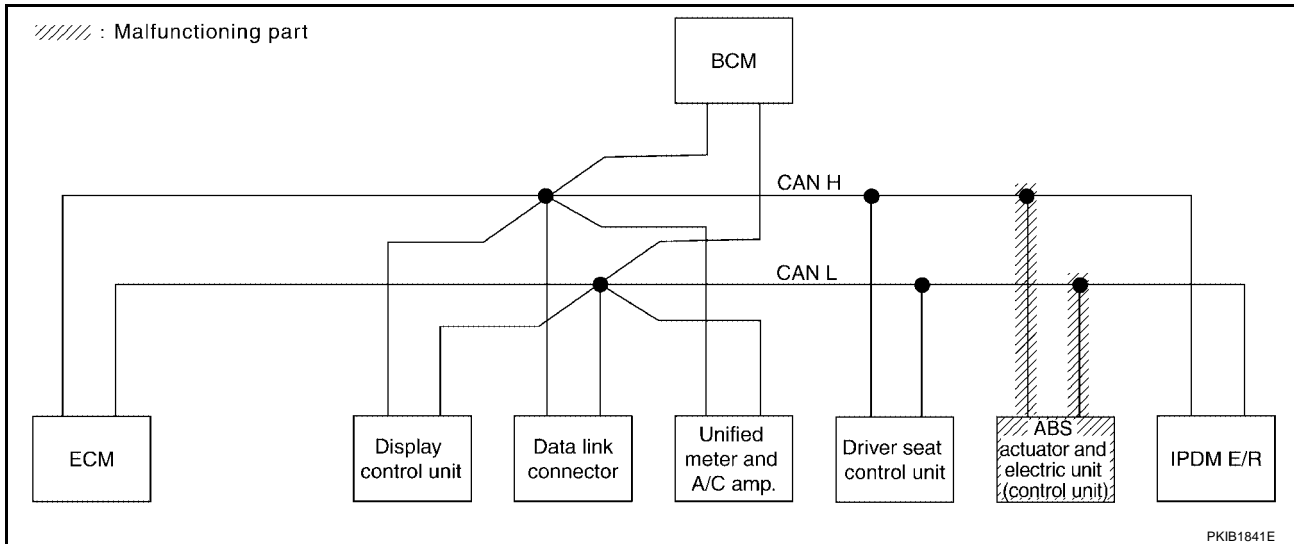 : Malfunctioning part
BCM
CAN H
CAN L
ECM
Display
control unit
Data link
connector
Unified
meter and
A/C amp.
Driver seat
control unit
ABS
actuator and
electric unit
(control unit)
IPDM E/R
PKIB1841E